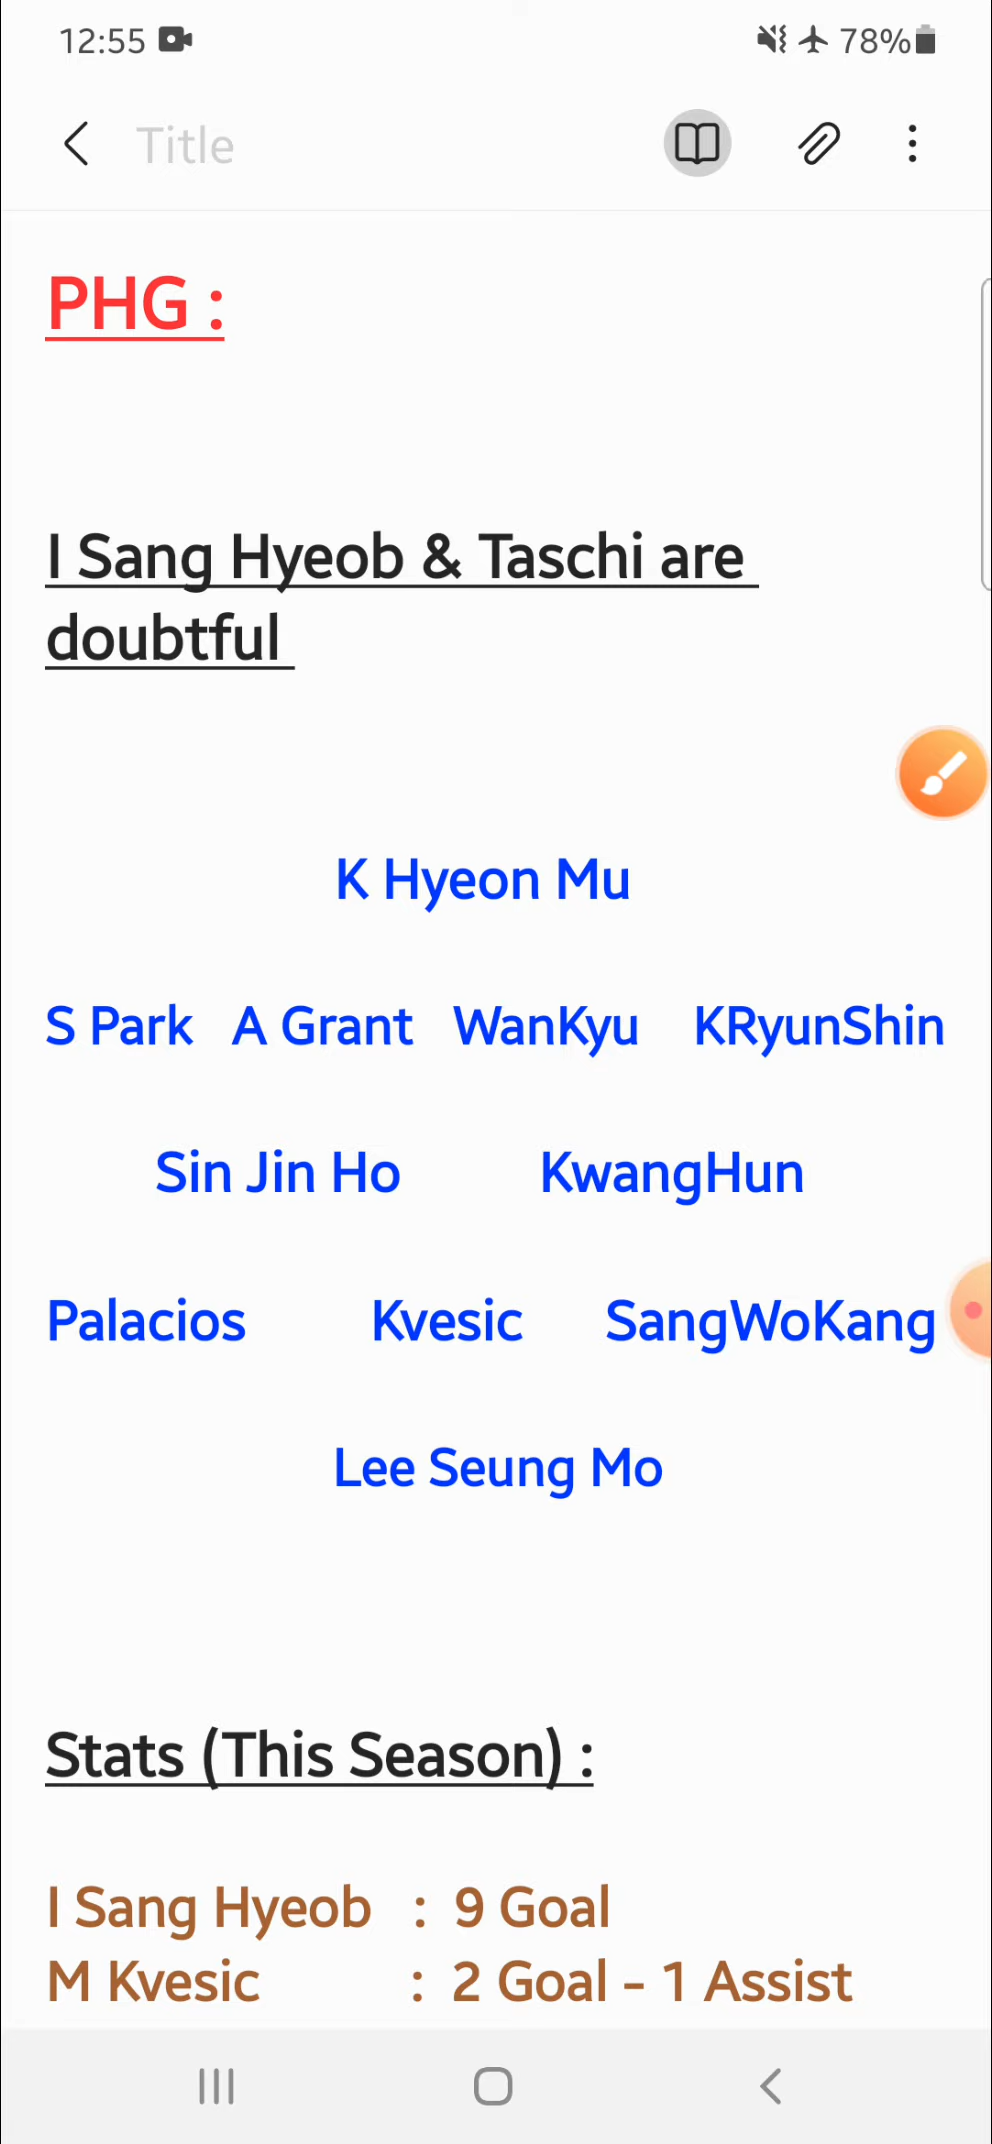 12:55 78%
Title
PHG :
I Sang Hyeob & Taschi are
doubtful
K Hyeon Mu
S Park A Grant WanKyu KRyunShin
Sin Jin Ho KwangHun
Palacios Kvesic SangWoKang
Lee Seung Mo
Stats (This Season) :
I Sang Hyeob : 9 Goal
M Kvesic : 2 Goal - 1 Assist